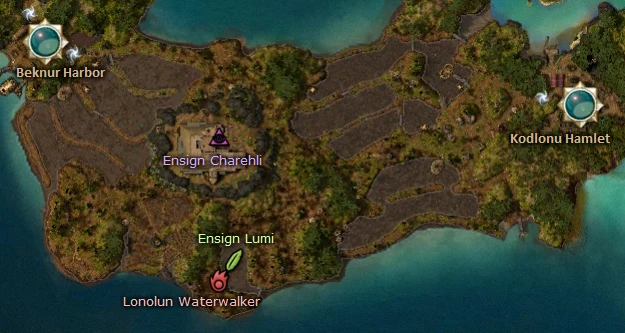 Beknur Harbor
Kodlonu Hamlet
Ensign Charehli
Ensign Lumi
Lonolun Waterwalker